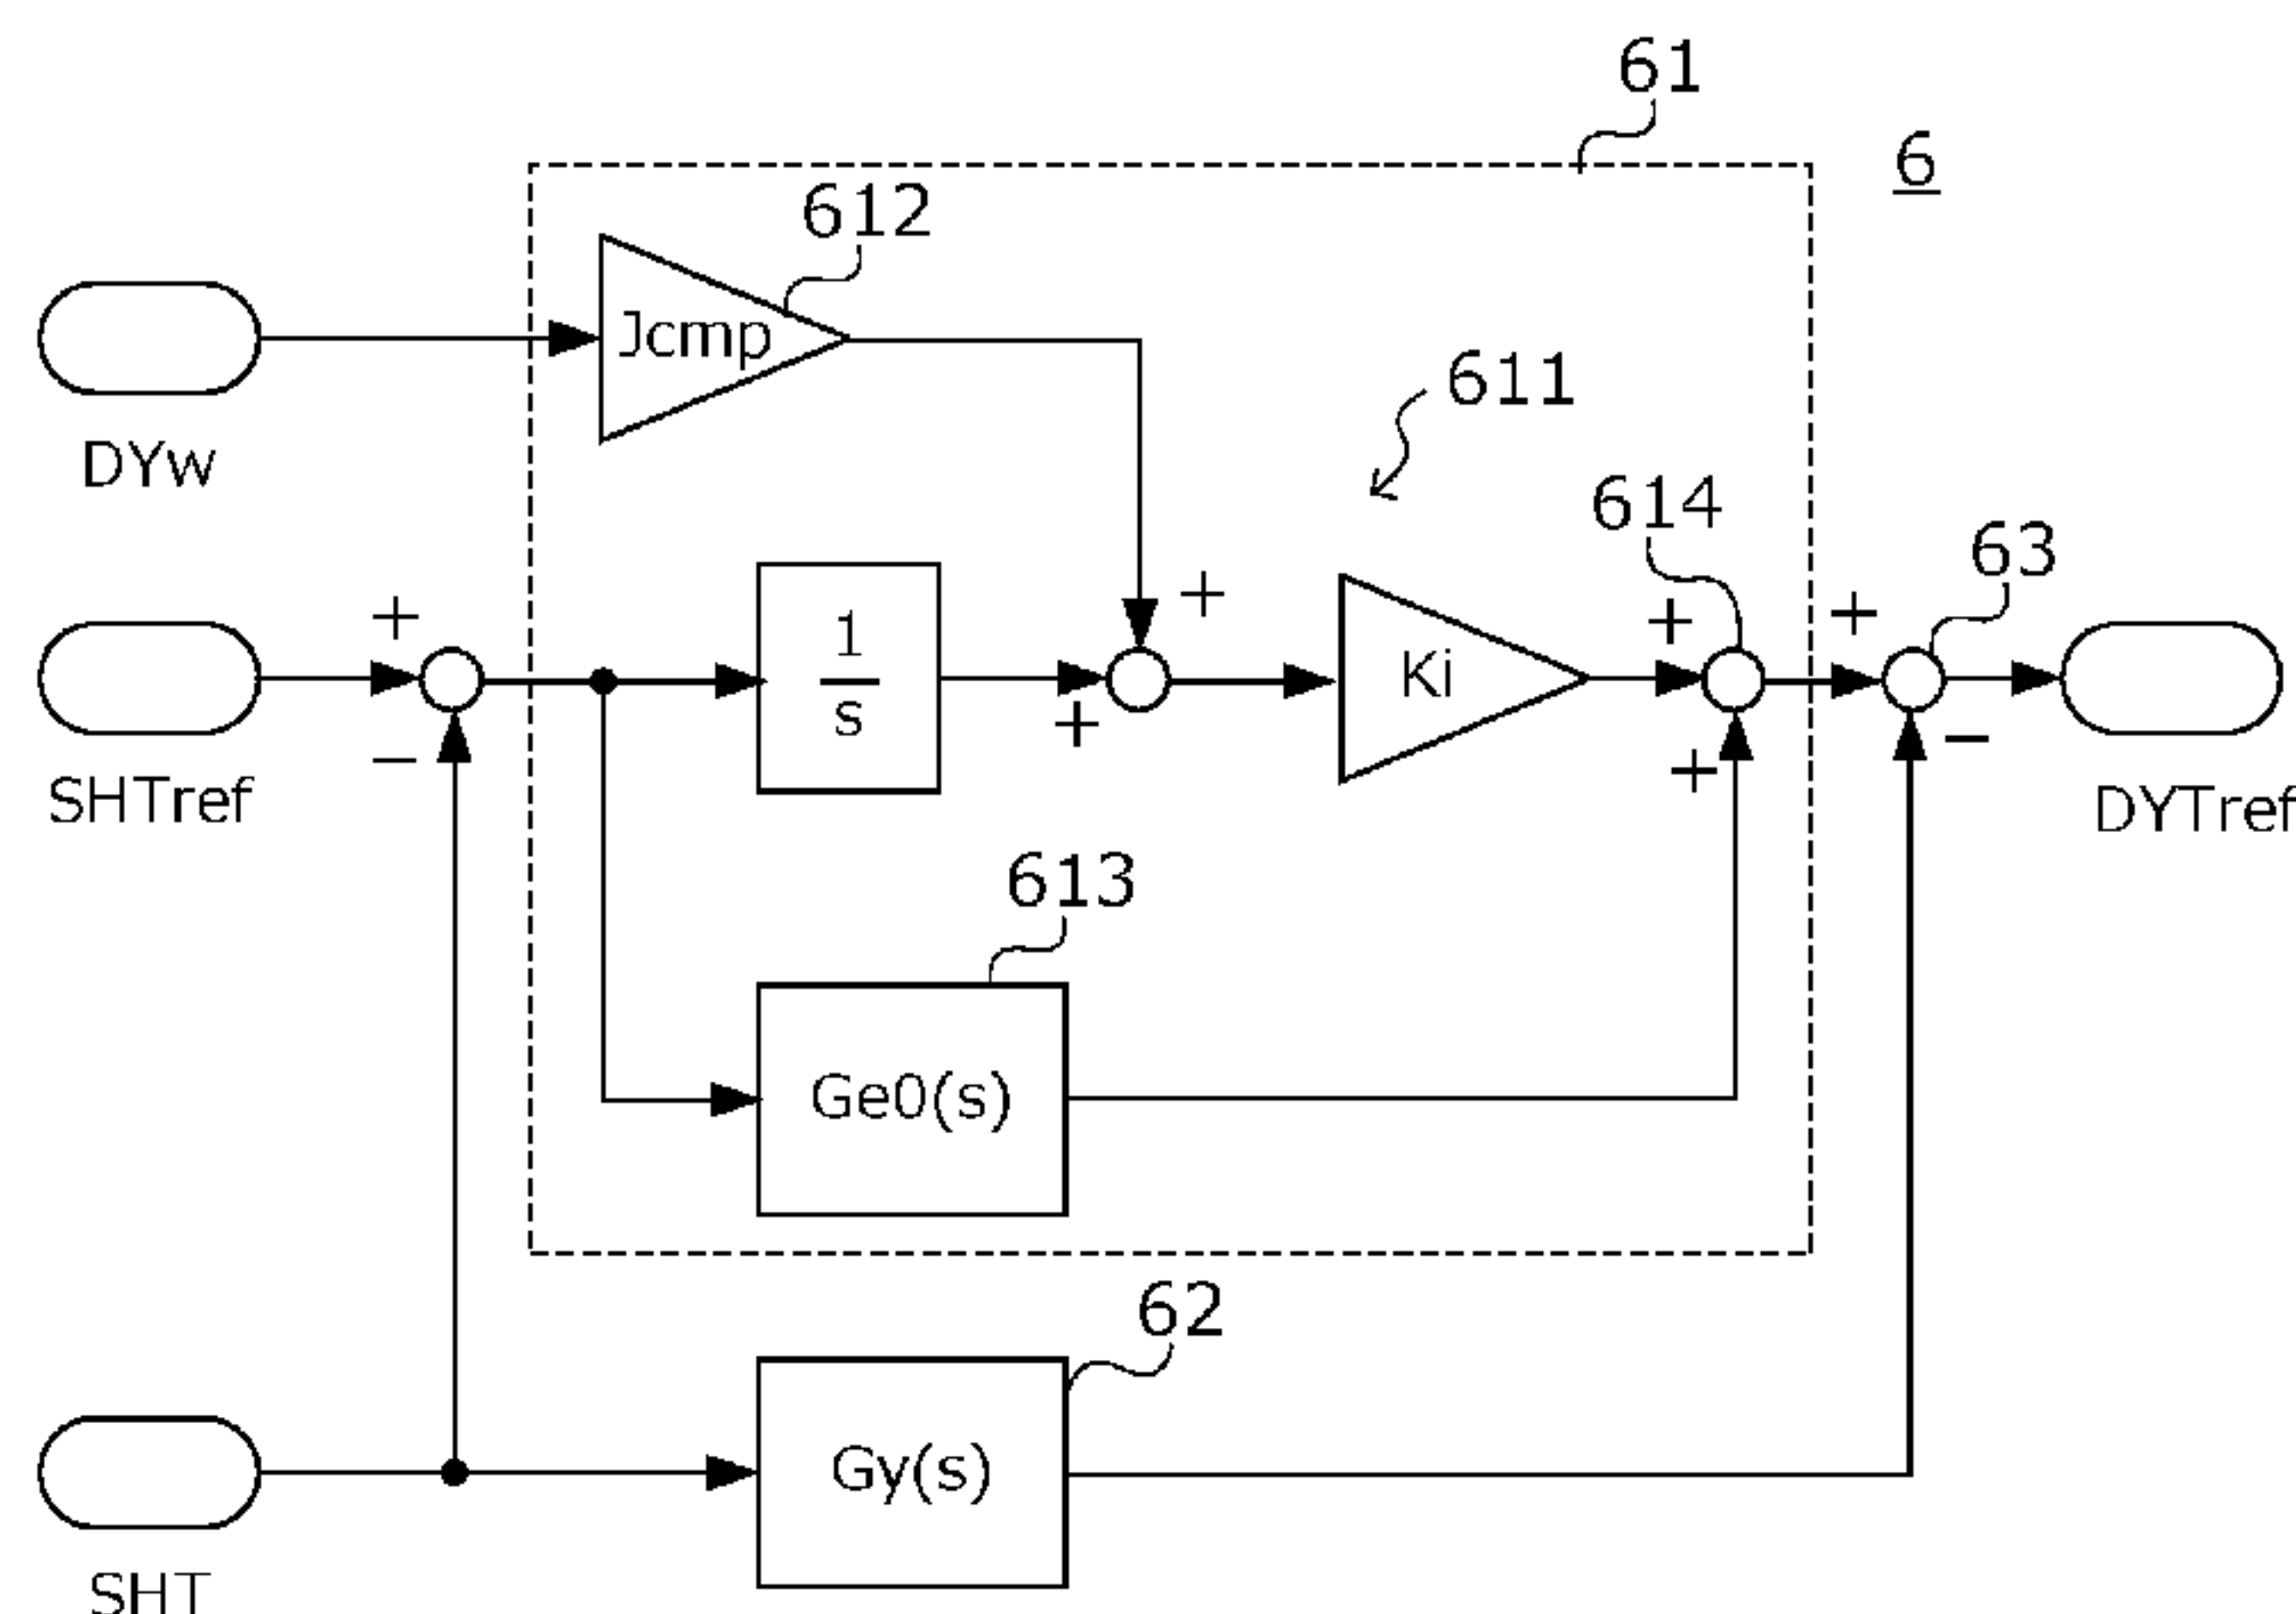 61
6
612
Jcmp
DYw
611
614
63
+
+
+
+
SHTref
−
1
s
+
Ki
+
−
DYTref
613
Ge0(s)
62
Gy(s)
SHT